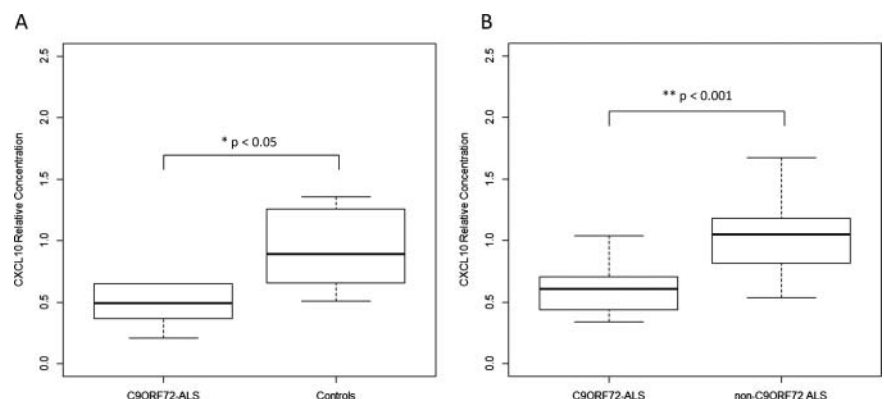 A
CXCL10 Relative Concentration
2.5
2.0
1.5
1.0
0.5
0.0
* p < 0.05
C9ORF72-ALS
Controls
B
CXCL10 Relative Concentration
2.5
2.0
1.5
1.0
0.5
0.0
** p < 0.001
C9ORF72-ALS
non-C9ORF72 ALS